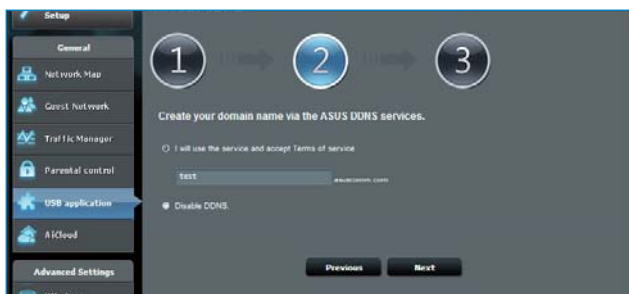 Setup
General
Network Map
Guest Network
Traffic Manager
Parental control
USB application
AiCloud
Advanced Settings
1
2
3
Create your domain name via the ASUS DDNS services.
I will use the service and accept Terms of service
test
.asuscomm.com
Disable DDNS.
Previous
Next